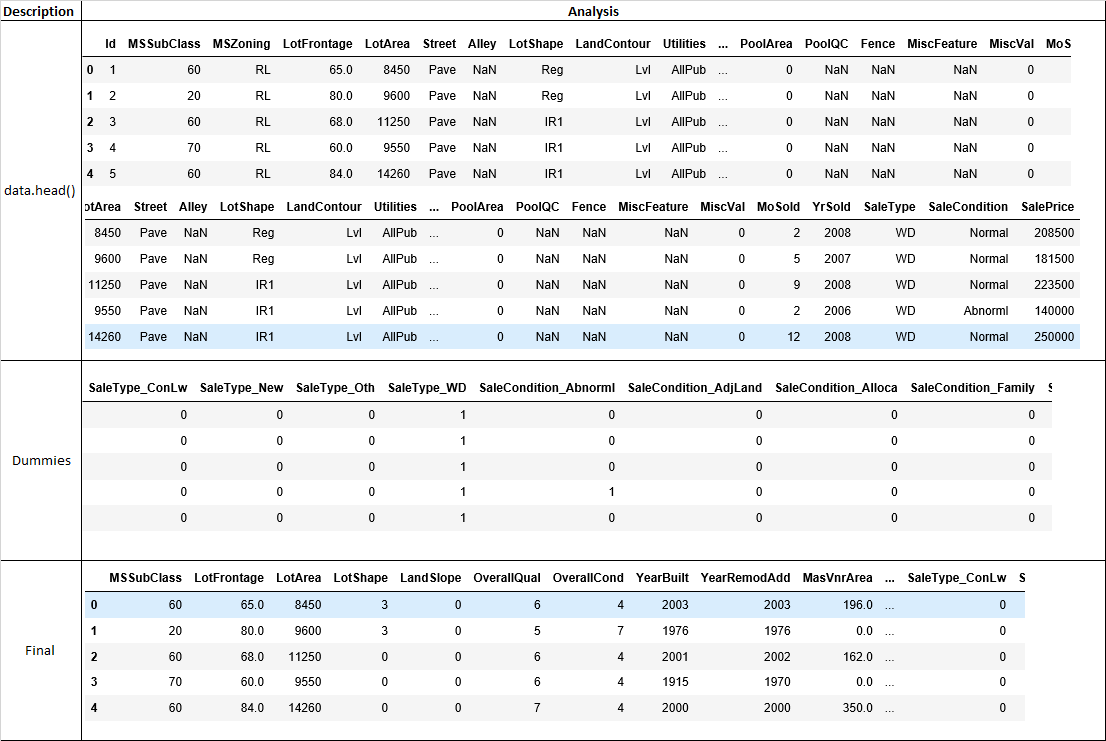 Description Analysis
Id MSSubClass MSZoning LotFrontage LotArea Street Alley LotShape LandContour Utilities ... PoolArea PoolQC Fence MiscFeature MiscVal MoS
0 1 60 RL 65.0 8450 Pave NaN Reg Lvl AllPub ... 0 NaN NaN NaN 0
1 2 20 RL 80.0 9600 Pave NaN Reg Lvl AllPub ... 0 NaN NaN NaN 0
2 3 60 RL 68.0 11250 Pave NaN IR1 Lvl AllPub ... 0 NaN NaN NaN 0
3 4 70 RL 60.0 9550 Pave NaN IR1 Lvl AllPub ... 0 NaN NaN NaN 0
4 5 60 RL 84.0 14260 Pave NaN IR1 Lvl AllPub ... 0 NaN NaN NaN 0
data.head()
otArea Street Alley LotShape LandContour Utilities ... PoolArea PoolQC Fence MiscFeature MiscVal MoSold YrSold SaleType SaleCondition SalePrice
8450 Pave NaN Reg Lvl AllPub ... 0 NaN NaN NaN 0 2 2008 WD Normal 208500
9600 Pave NaN Reg Lvl AllPub ... 0 NaN NaN NaN 0 5 2007 WD Normal 181500
11250 Pave NaN IR1 Lvl AllPub ... 0 NaN NaN NaN 0 9 2008 WD Normal 223500
9550 Pave NaN IR1 Lvl AllPub ... 0 NaN NaN NaN 0 2 2006 WD Abnorml 140000
14260 Pave NaN IR1 Lvl AllPub ... 0 NaN NaN NaN 0 12 2008 WD Normal 250000
SaleType_ConLw SaleType_New SaleType_Oth SaleType_WD SaleCondition_Abnorml SaleCondition_AdjLand SaleCondition_Alloca SaleCondition_Family S
0 0 0 1 0 0 0 0
0 0 0 1 0 0 0 0
Dummies
0 0 0 1 0 0 0 0
0 0 0 1 1 0 0 0
0 0 0 1 0 0 0 0
MSSubClass LotFrontage LotArea LotShape LandSlope OverallQual OverallCond YearBuilt YearRemodAdd MasVnrArea ... SaleType_ConLw S
0 60 65.0 8450 3 0 6 4 2003 2003 196.0 ... 0
1 20 80.0 9600 3 0 5 7 1976 1976 0.0 ... 0
Final
2 60 68.0 11250 0 0 6 4 2001 2002 162.0 ... 0
3 70 60.0 9550 0 0 6 4 1915 1970 0.0 ... 0
4 60 84.0 14260 0 0 7 4 2000 2000 350.0 ... 0